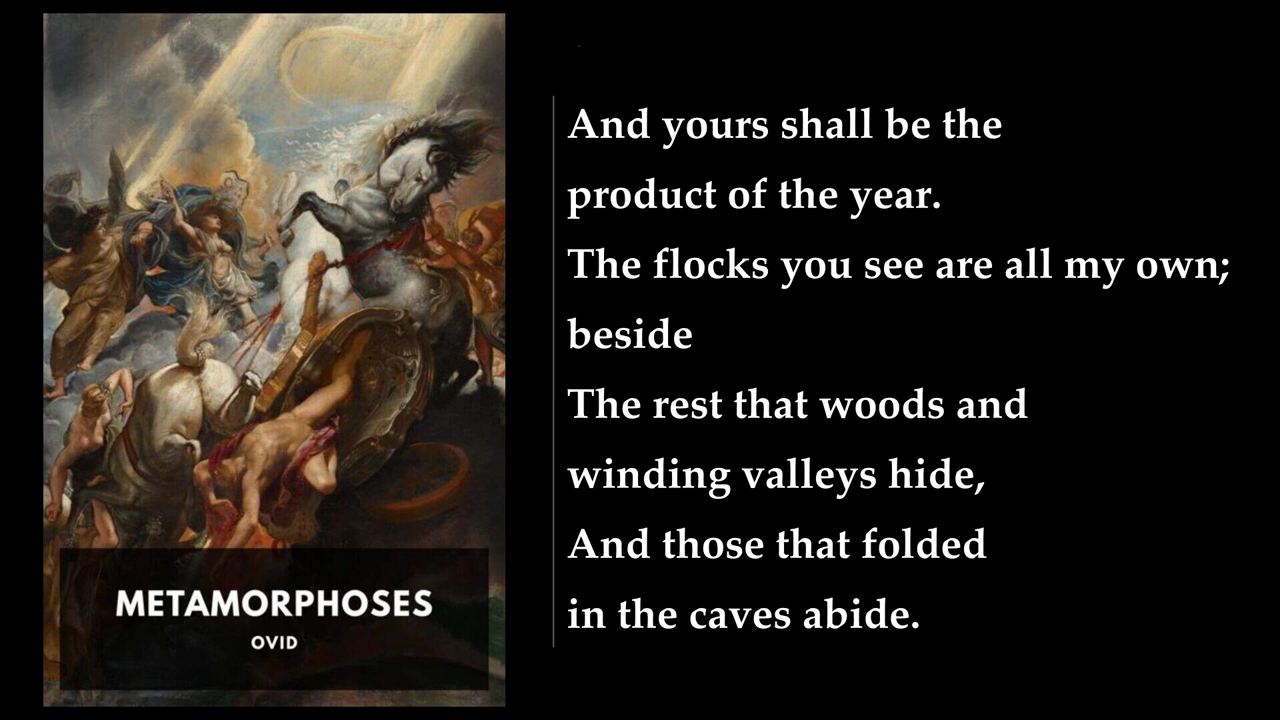 METAMORPHOSES
OVID
And yours shall be the
product of the year.
The flocks you see are all my own;
beside
The rest that woods and
winding valleys hide,
And those that folded
in the caves abide.